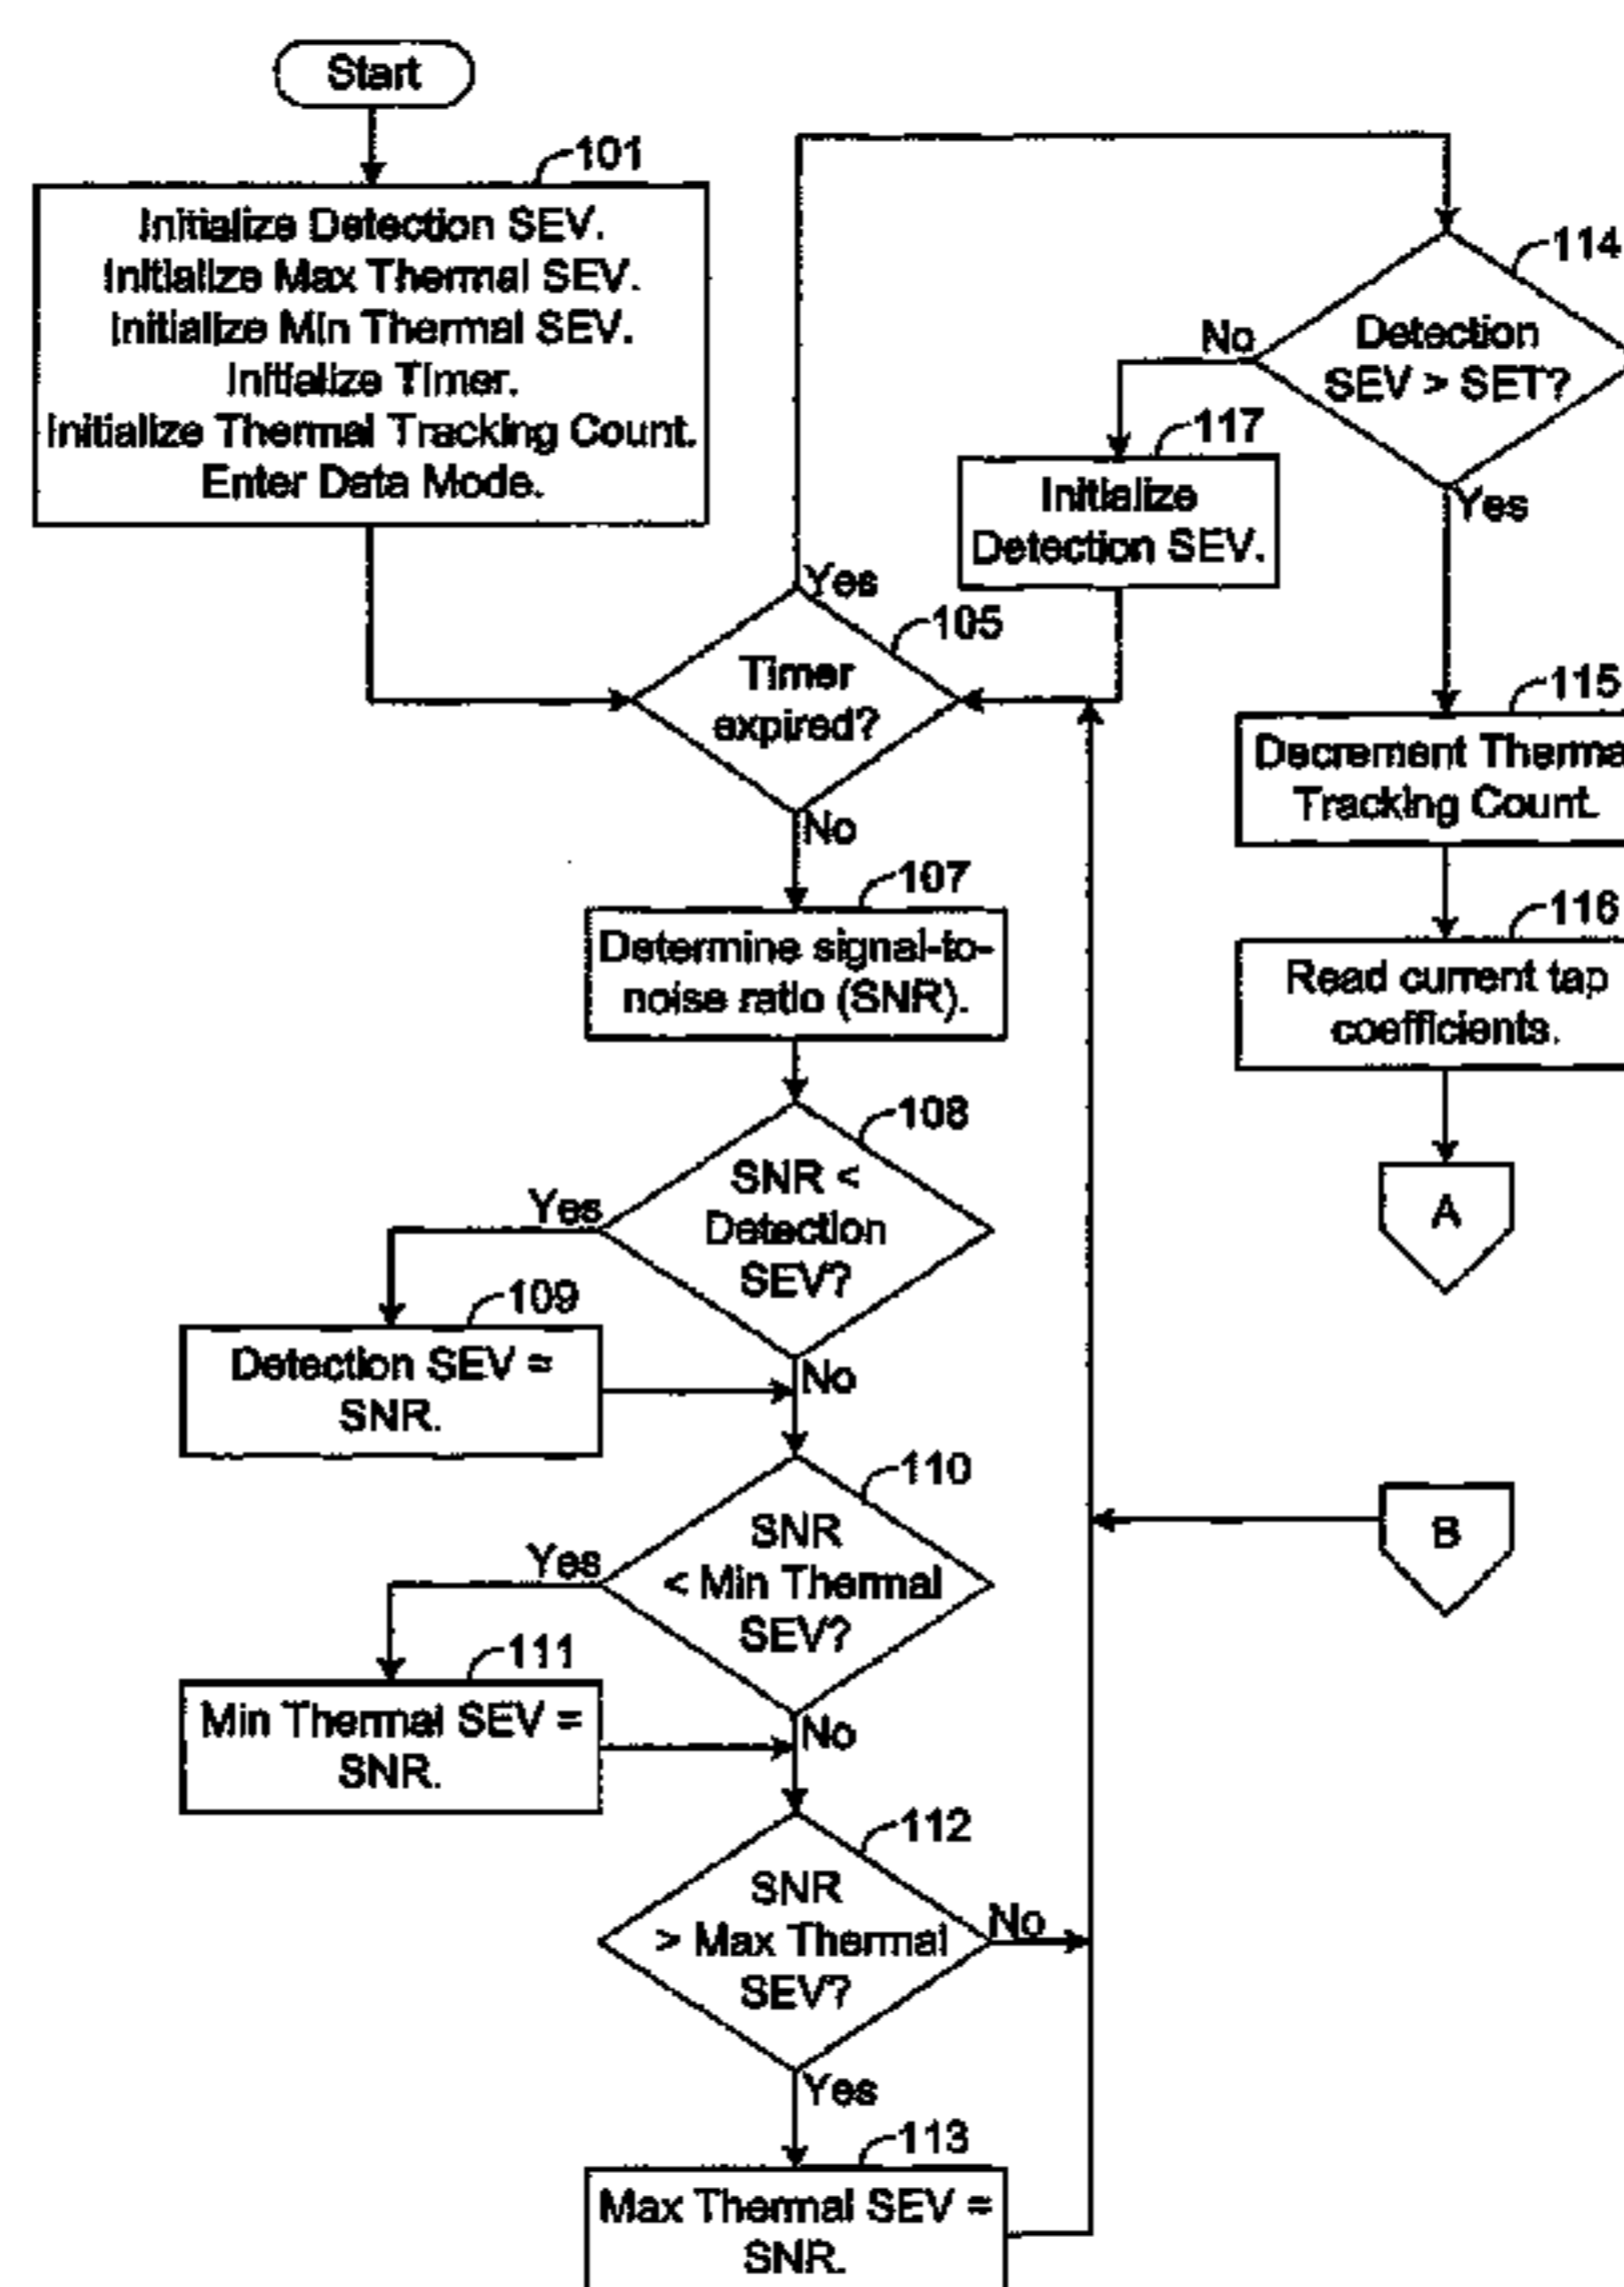 Start
101
Initialize Detection SEV.
Initialize Max Thermal SEV.
Initialize Min Thermal SEV.
Initialize Timer.
Initialize Thermal Tracking Count.
Enter Data Mode.
114
Detection
SEV > SET?
No
Yes
117
Initialize
Detection SEV.
Yes
105
Timer
expired?
No
115
Decrement Therma
Tracking Count.
116
Read current tap
coefficients.
A
107
Determine signal-to-
noise ratio (SNR).
108
SNR <
Detection
SEV?
Yes
No
109
Detection SEV =
SNR.
110
SNR
< Min Thermal
SEV?
Yes
No
B
111
Min Thermal SEV =
SNR.
112
SNR
> Max Thermal
SEV?
No
Yes
113
Max Thermal SEV =
SNR.